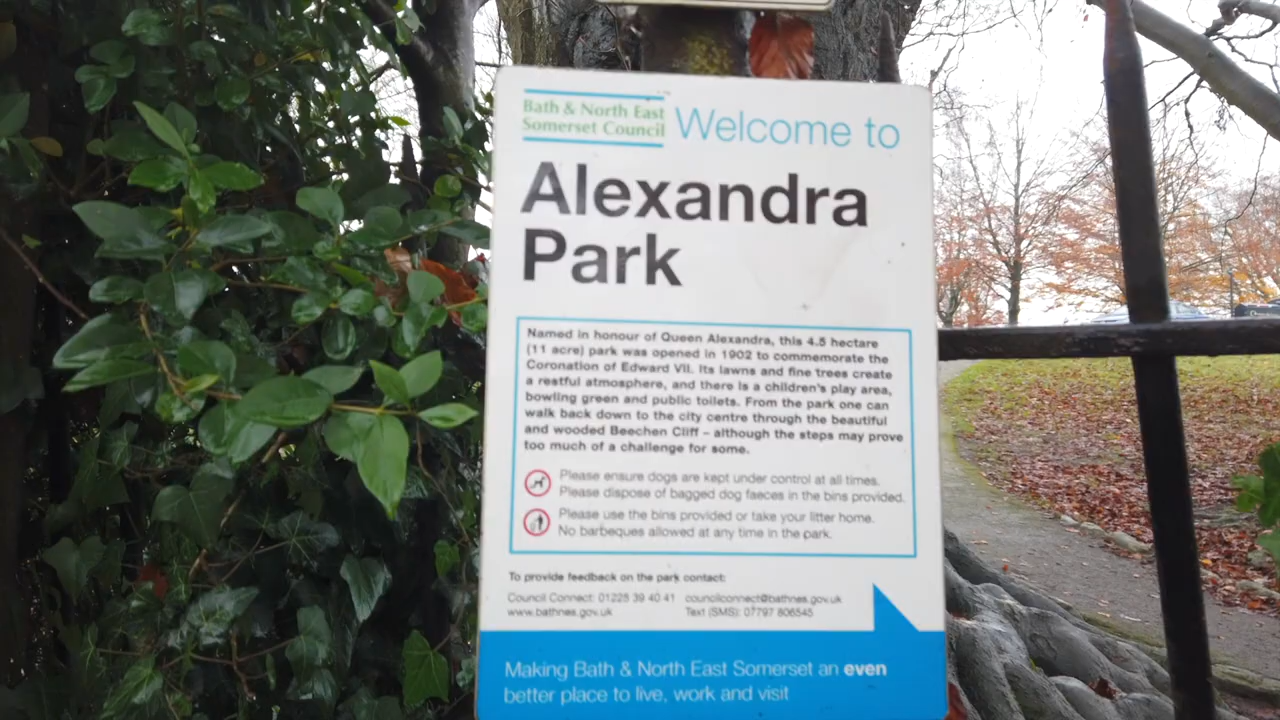 Bath & North East
Somerset Council
Welcome to
Alexandra
Park
Named in honour of Queen Alexandra, this 4.5 hectare
(11 acre) park was opened in 1902 to commemorate the
Coronation of Edward VII. Its lawns and fine trees create
a restful atmosphere, and there is a children's play area,
bowling green and public toilets. From the park one can
walk back down to the city centre through the beautiful
and wooded Beechen Cliff – although the steps may prove
too much of a challenge for some.
Please ensure dogs are kept under control at all times.
Please dispose of bagged dog faeces in the bins provided.
Please use the bins provided or take your litter home.
No barbeques allowed at any time in the park.
To provide feedback on the park contact:
Council Connect: 01225 39 40 41 councilconnect@bathnes.gov.uk
www.bathnes.gov.uk Text (SMS): 07797 806545
Making Bath & North East Somerset an even
better place to live, work and visit